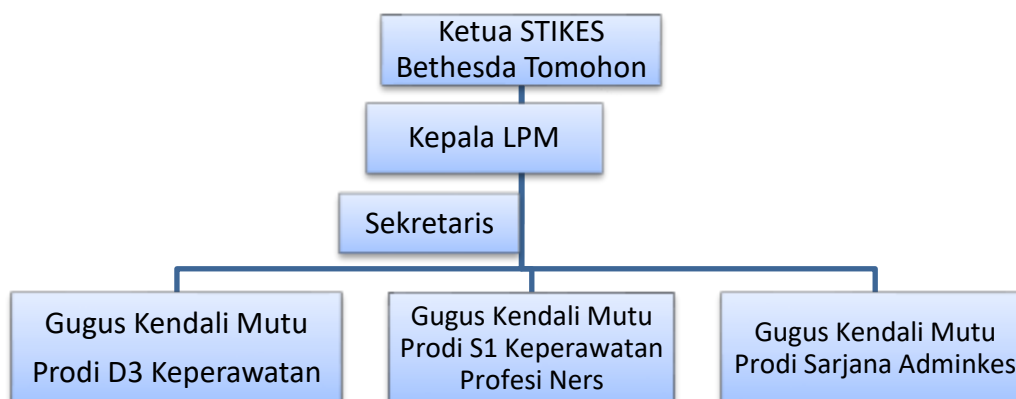 Ketua STIKES
Bethesda Tomohon
Kepala LPM
Sekretaris
Gugus Kendali Mutu
Prodi D3 Keperawatan
Gugus Kendali Mutu
Prodi S1 Keperawatan
Profesi Ners
Gugus Kendali Mutu
Prodi Sarjana Adminkes